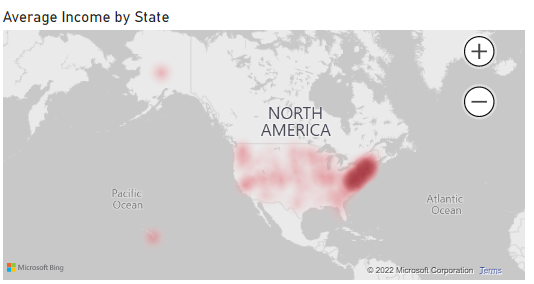 Average Income by State
NORTH
AMERICA
Pacific
Ocean
Atlantic
Ocean
Microsoft Bing
© 2022 Microsoft Corporation Terms